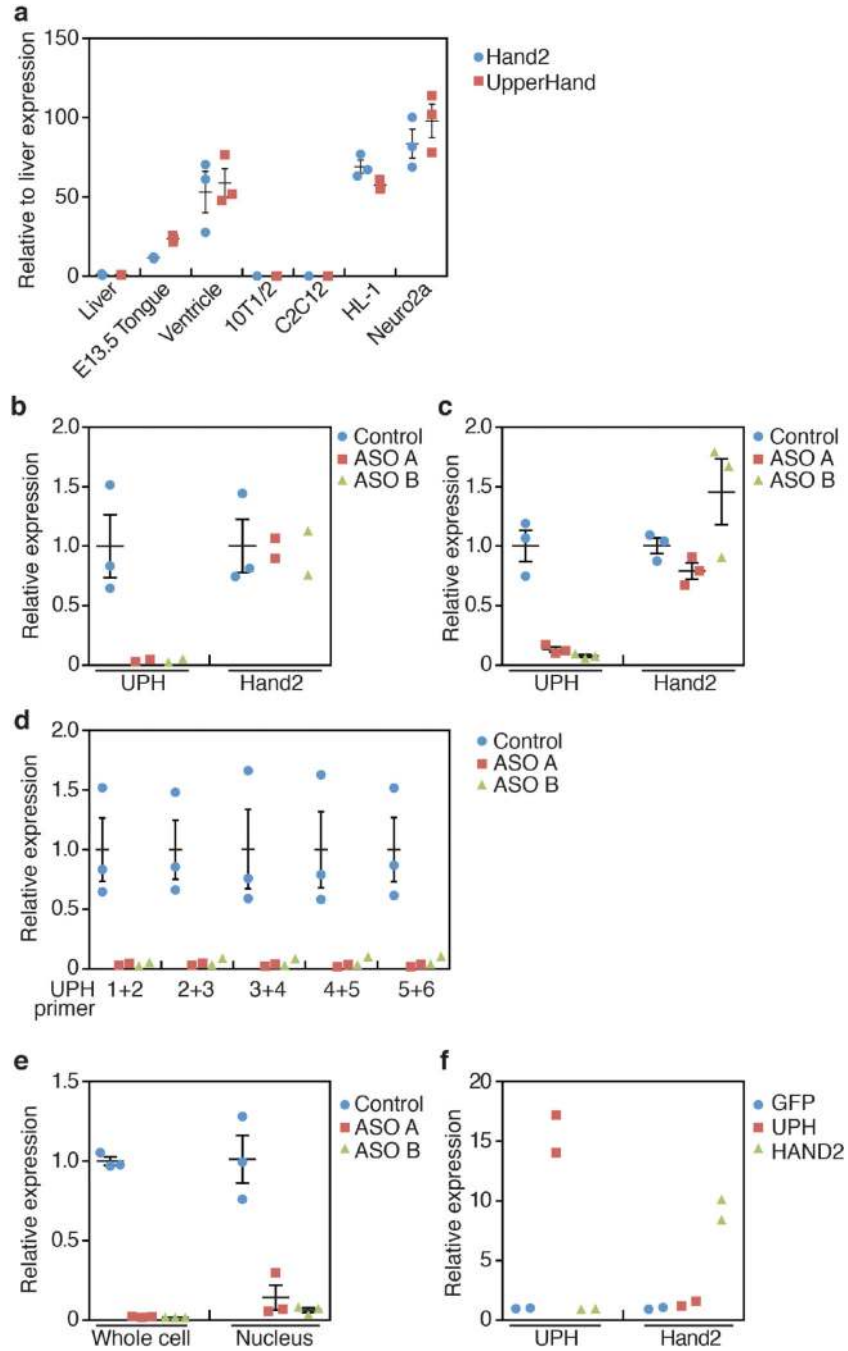 a
150
100
50
0
Relative to liver expression
Hand2
UpperHand
Liver
E13.5 Tongue
Ventricle
10T1/2
C2C12
HL-1
Neuro2a
b
2.0
1.5
1.0
0.5
0
Relative expression
Control
ASO A
ASO B
UPH
Hand2
c
2.0
1.5
1.0
0.5
0
Relative expression
Control
ASO A
ASO B
UPH
Hand2
d
2.0
1.5
1.0
0.5
0
Relative expression
Control
ASO A
ASO B
UPH primer
1+2
2+3
3+4
4+5
5+6
e
1.5
1.0
0.5
0
Relative expression
Control
ASO A
ASO B
Whole cell
Nucleus
f
20
15
10
5
0
Relative expression
GFP
UPH
HAND2
UPH
Hand2